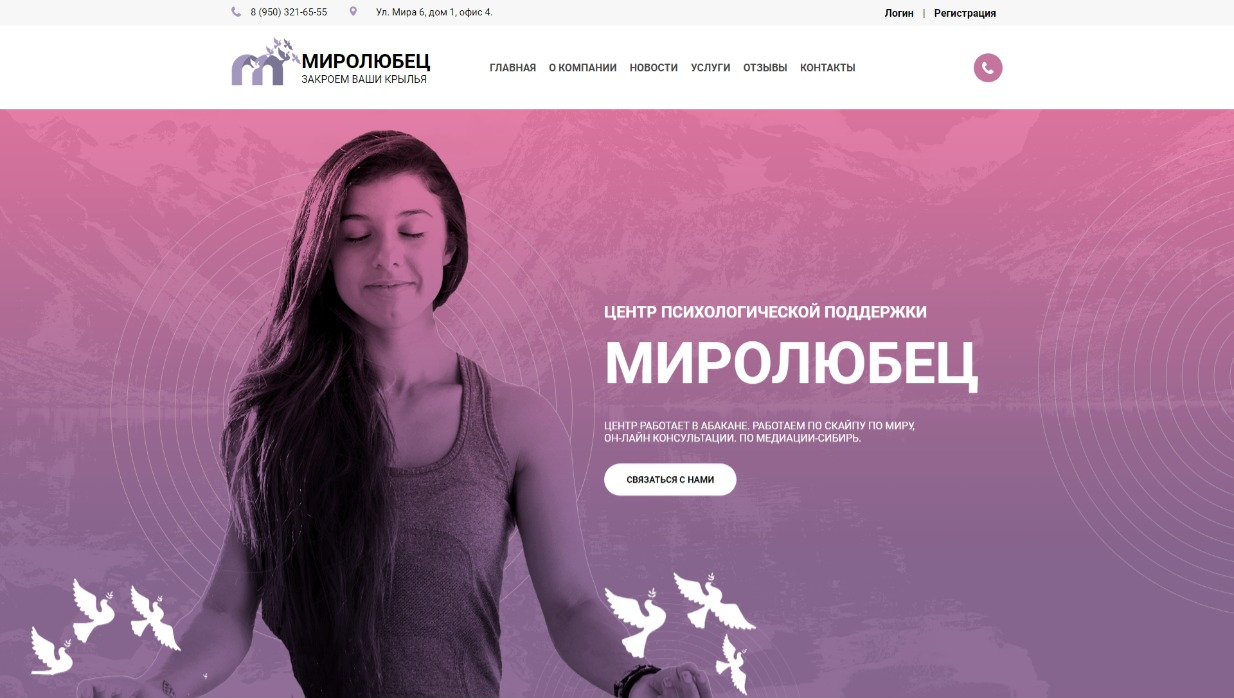 8 (950) 321-65-55
Ул. Мира 6, дом 1, офис 4.
Логин | Регистрация
МИРОЛЮБЕЦ
ЗАКРОЕМ ВАШИ КРЫЛЬЯ
ГЛАВНАЯ О КОМПАНИИ НОВОСТИ УСЛУГИ ОТЗЫВЫ КОНТАКТЫ
ЦЕНТР ПСИХОЛОГИЧЕСКОЙ ПОДДЕРЖКИ
МИРОЛЮБЕЦ
ЦЕНТР РАБОТАЕТ В АБАКАНЕ. РАБОТАЕМ ПО СКАЙПУ ПО МИРУ,
ОН-ЛАЙН КОНСУЛЬТАЦИИ. ПО МЕДИАЦИИ-СИБИРЬ.
СВЯЗАТЬСЯ С НАМИ